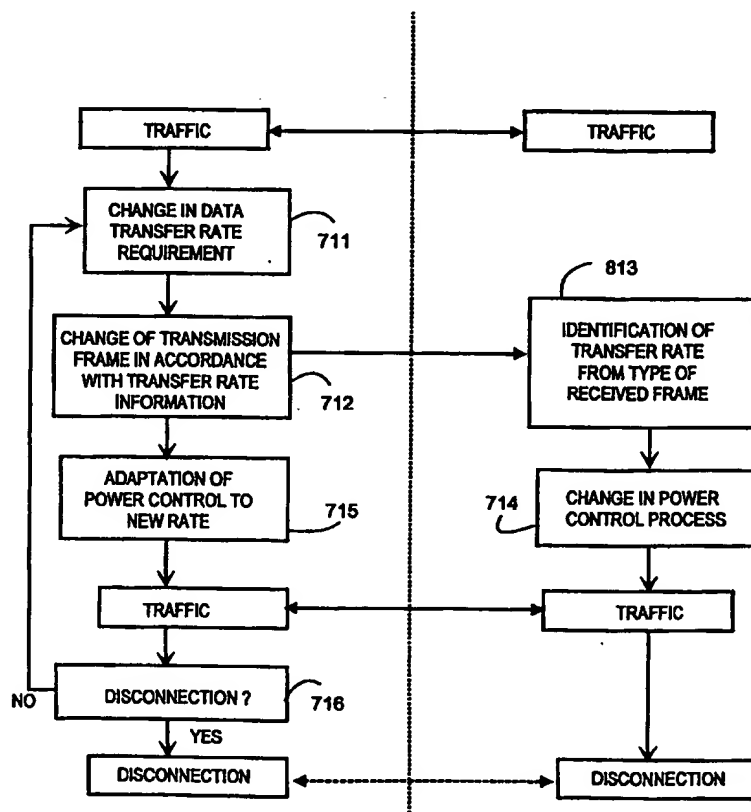 TRAFFIC
TRAFFIC
CHANGE IN DATA
TRANSFER RATE
REQUIREMENT
711
CHANGE OF TRANSMISSION
FRAME IN ACCORDANCE
WITH TRANSFER RATE
INFORMATION
712
813
IDENTIFICATION OF
TRANSFER RATE
FROM TYPE OF
RECEIVED FRAME
ADAPTATION OF
POWER CONTROL TO
NEW RATE
715
714
CHANGE IN POWER
CONTROL PROCESS
TRAFFIC
TRAFFIC
DISCONNECTION ?
716
NO
YES
DISCONNECTION
DISCONNECTION